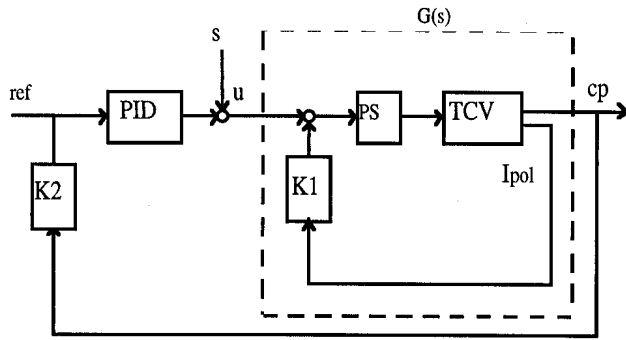 G(s)
s
ref
PID
u
PS
TCV
cp
K2
K1
Ipol